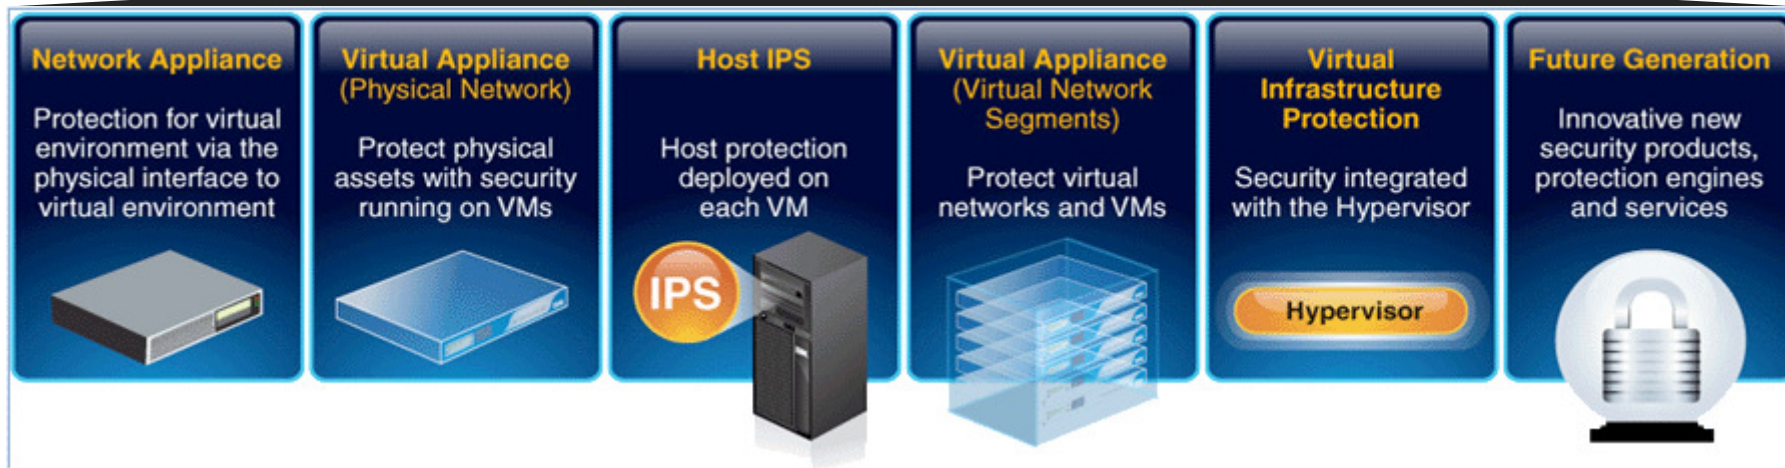 Network Appliance
Protection for virtual
environment via the
physical interface to
virtual environment
Virtual Appliance
(Physical Network)
Protect physical
assets with security
running on VMs
Host IPS
Host protection
deployed on
each VM
IPS
Virtual Appliance
(Virtual Network
Segments)
Protect virtual
networks and VMs
Virtual
Infrastructure
Protection
Security integrated
with the Hypervisor
Hypervisor
Future Generation
Innovative new
security products,
protection engines
and services